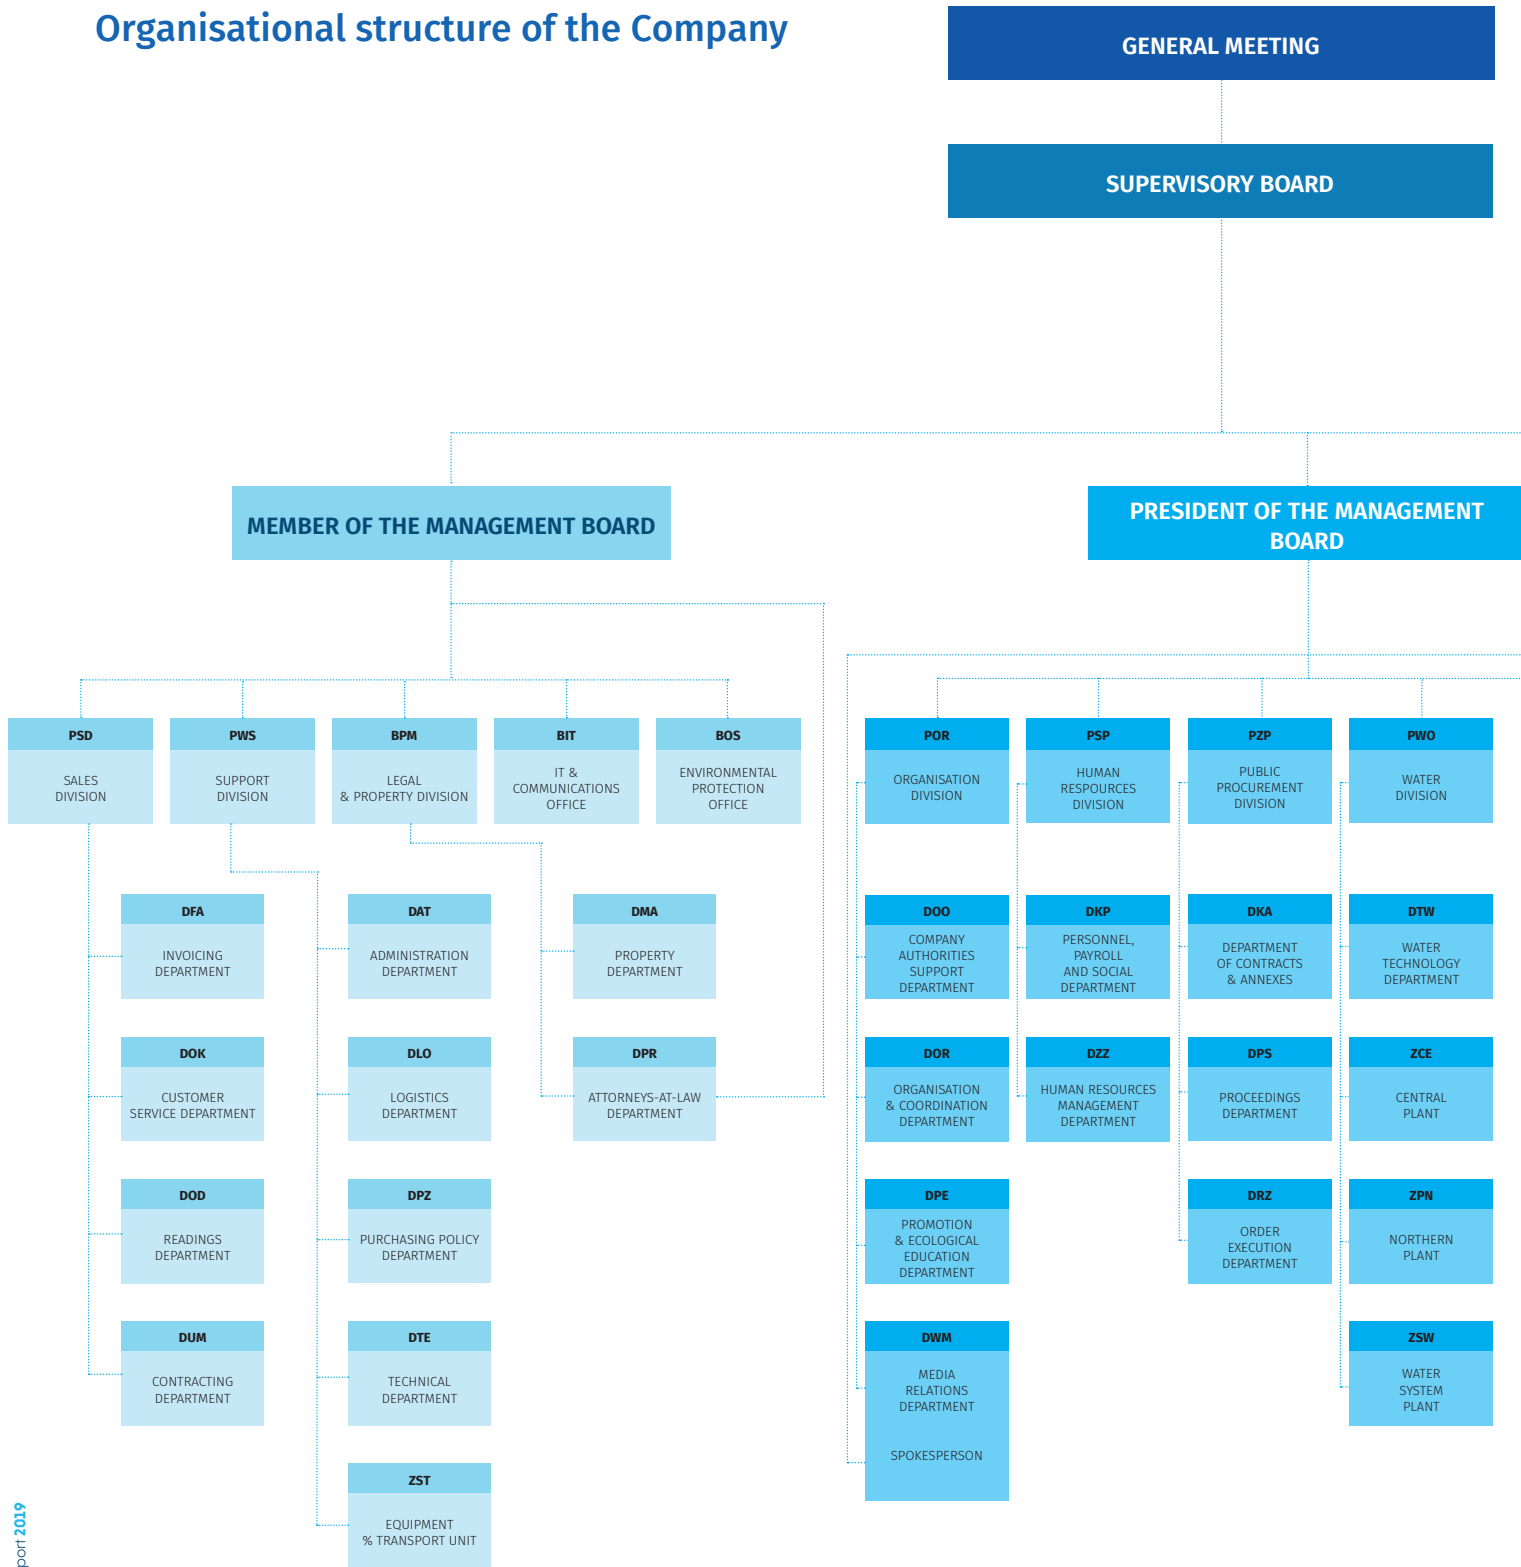 Organisational structure of the Company
GENERAL MEETING
SUPERVISORY BOARD
MEMBER OF THE MANAGEMENT BOARD
PRESIDENT OF THE MANAGEMENT
BOARD
PSD
SALES
DIVISION
PWS
SUPPORT
DIVISION
BPM
LEGAL
& PROPERTY DIVISION
BIT
IT &
COMMUNICATIONS
OFFICE
BOS
ENVIRONMENTAL
PROTECTION
OFFICE
POR
ORGANISATION
DIVISION
PSP
HUMAN
RESPOURCES
DIVISION
PZP
PUBLIC
PROCUREMENT
DIVISION
PWO
WATER
DIVISION
DFA
INVOICING
DEPARTMENT
DAT
ADMINISTRATION
DEPARTMENT
DMA
PROPERTY
DEPARTMENT
DOO
COMPANY
AUTHORITIES
SUPPORT
DEPARTMENT
DKP
PERSONNEL,
PAYROLL
AND SOCIAL
DEPARTMENT
DKA
DEPARTMENT
OF CONTRACTS
& ANNEXES
DTW
WATER
TECHNOLOGY
DEPARTMENT
DOK
CUSTOMER
SERVICE DEPARTMENT
DLO
LOGISTICS
DEPARTMENT
DPR
ATTORNEYS-AT-LAW
DEPARTMENT
DOR
ORGANISATION
& COORDINATION
DEPARTMENT
DZZ
HUMAN RESOURCES
MANAGEMENT
DEPARTMENT
DPS
PROCEEDINGS
DEPARTMENT
ZCE
CENTRAL
PLANT
DOD
READINGS
DEPARTMENT
DPZ
PURCHASING POLICY
DEPARTMENT
DPE
PROMOTION
& ECOLOGICAL
EDUCATION
DEPARTMENT
DRZ
ORDER
EXECUTION
DEPARTMENT
ZPN
NORTHERN
PLANT
DUM
CONTRACTING
DEPARTMENT
DTE
TECHNICAL
DEPARTMENT
DWM
MEDIA
RELATIONS
DEPARTMENT
SPOKESPERSON
ZSW
WATER
SYSTEM
PLANT
ZST
EQUIPMENT
% TRANSPORT UNIT
port 2019